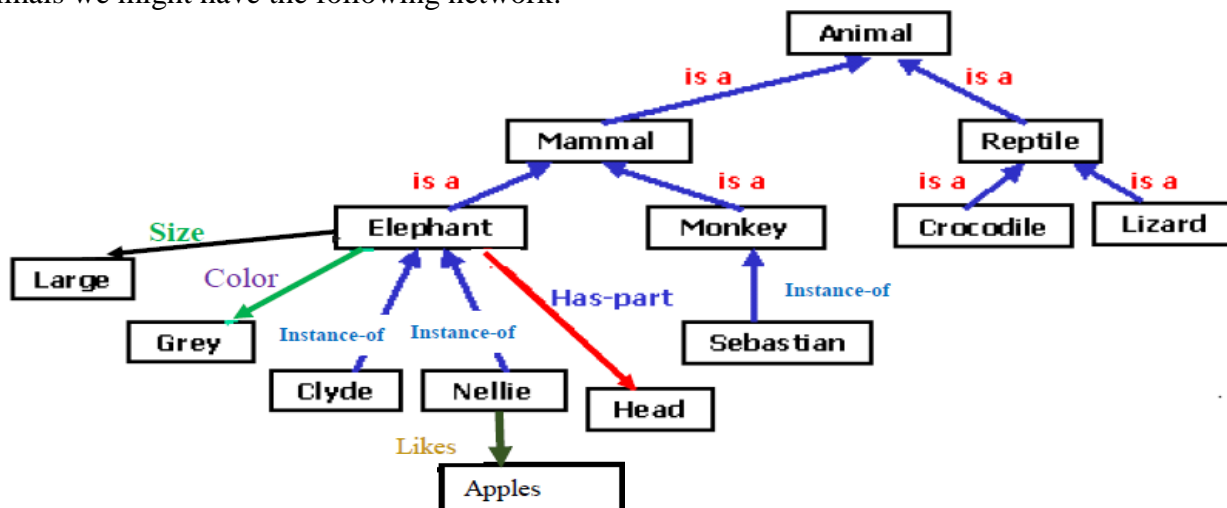 imals we might have the following network:
Animal
is a is a
Mammal Reptile
is a is a is a is a
Elephant Monkey Crocodile Lizard
Size
Large Color Has-part Instance-of
Grey Instance-of Instance-of Sebastian
Clyde Nellie Head
Likes
Apples